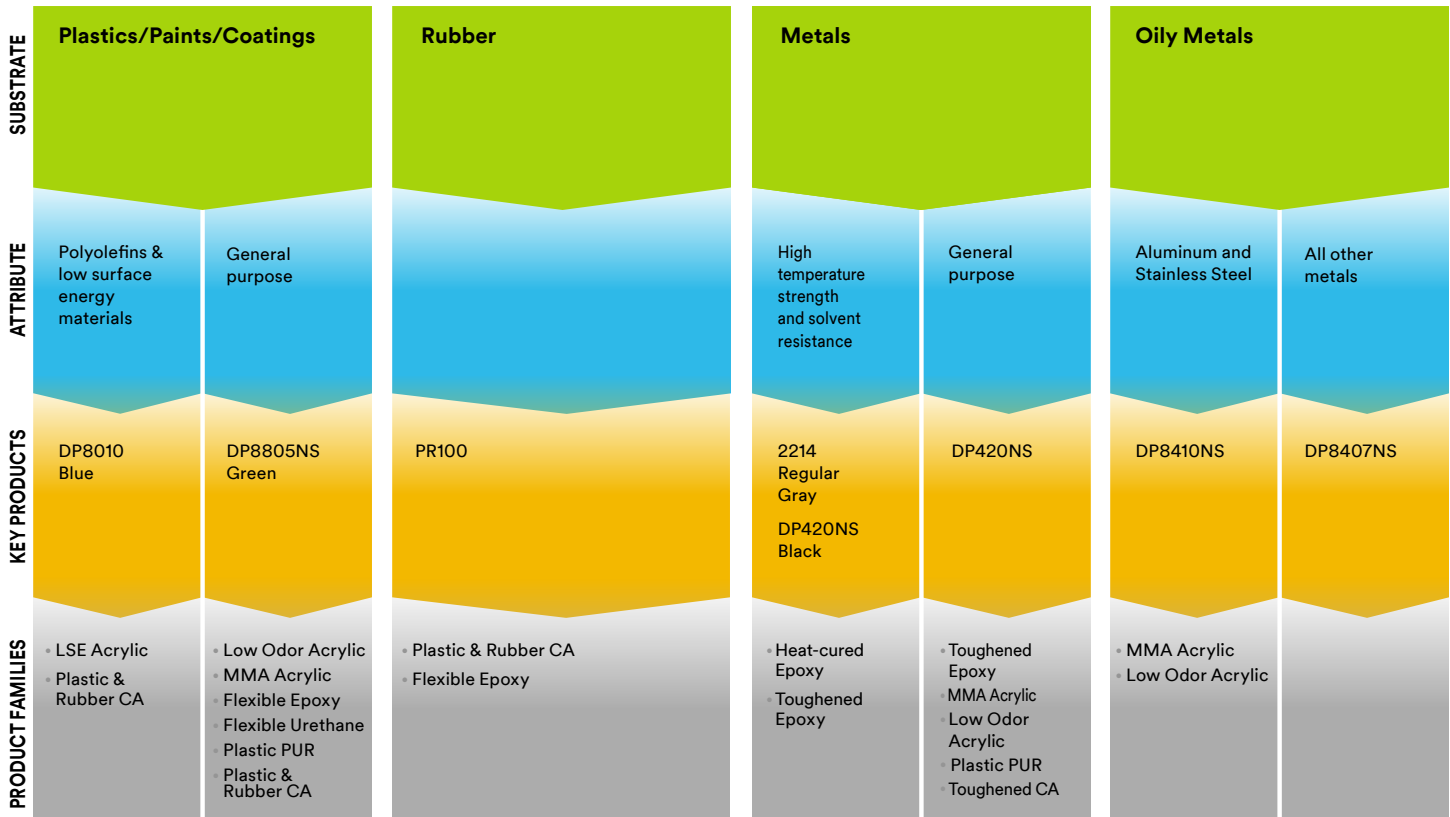 SUBSTRATE
Plastics/Paints/Coatings
Rubber
Metals
Oily Metals
ATTRIBUTE
Polyolefins &
low surface
energy
materials
General
purpose
High
temperature
strength
and solvent
resistance
General
purpose
Aluminum and
Stainless Steel
All other
metals
KEY PRODUCTS
DP8010
Blue
DP8805NS
Green
PR100
2214
Regular
Gray
DP420NS
Black
DP420NS
DP8410NS
DP8407NS
PRODUCT FAMILIES
• LSE Acrylic
• Plastic &
Rubber CA
• Low Odor Acrylic
• MMA Acrylic
• Flexible Epoxy
• Flexible Urethane
• Plastic PUR
• Plastic &
Rubber CA
• Plastic & Rubber CA
• Flexible Epoxy
• Heat-cured
Epoxy
• Toughened
Epoxy
• Toughened
Epoxy
• MMA Acrylic
• Low Odor
Acrylic
• Plastic PUR
• Toughened CA
• MMA Acrylic
• Low Odor Acrylic